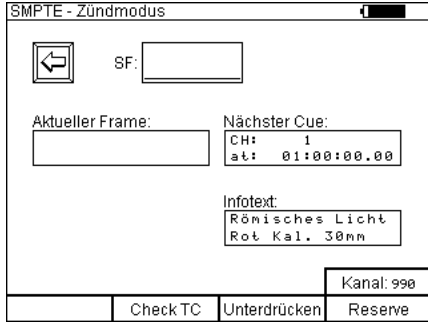 SMPTE - Zündmodus
SF:
Aktueller Frame:
Nächster Cue:
CH: 1
at: 01:00:00.00
Infotext:
Römisches Licht
Rot Kal. 30mm
Kanal: 990
Check TC Unterdrücken Reserve